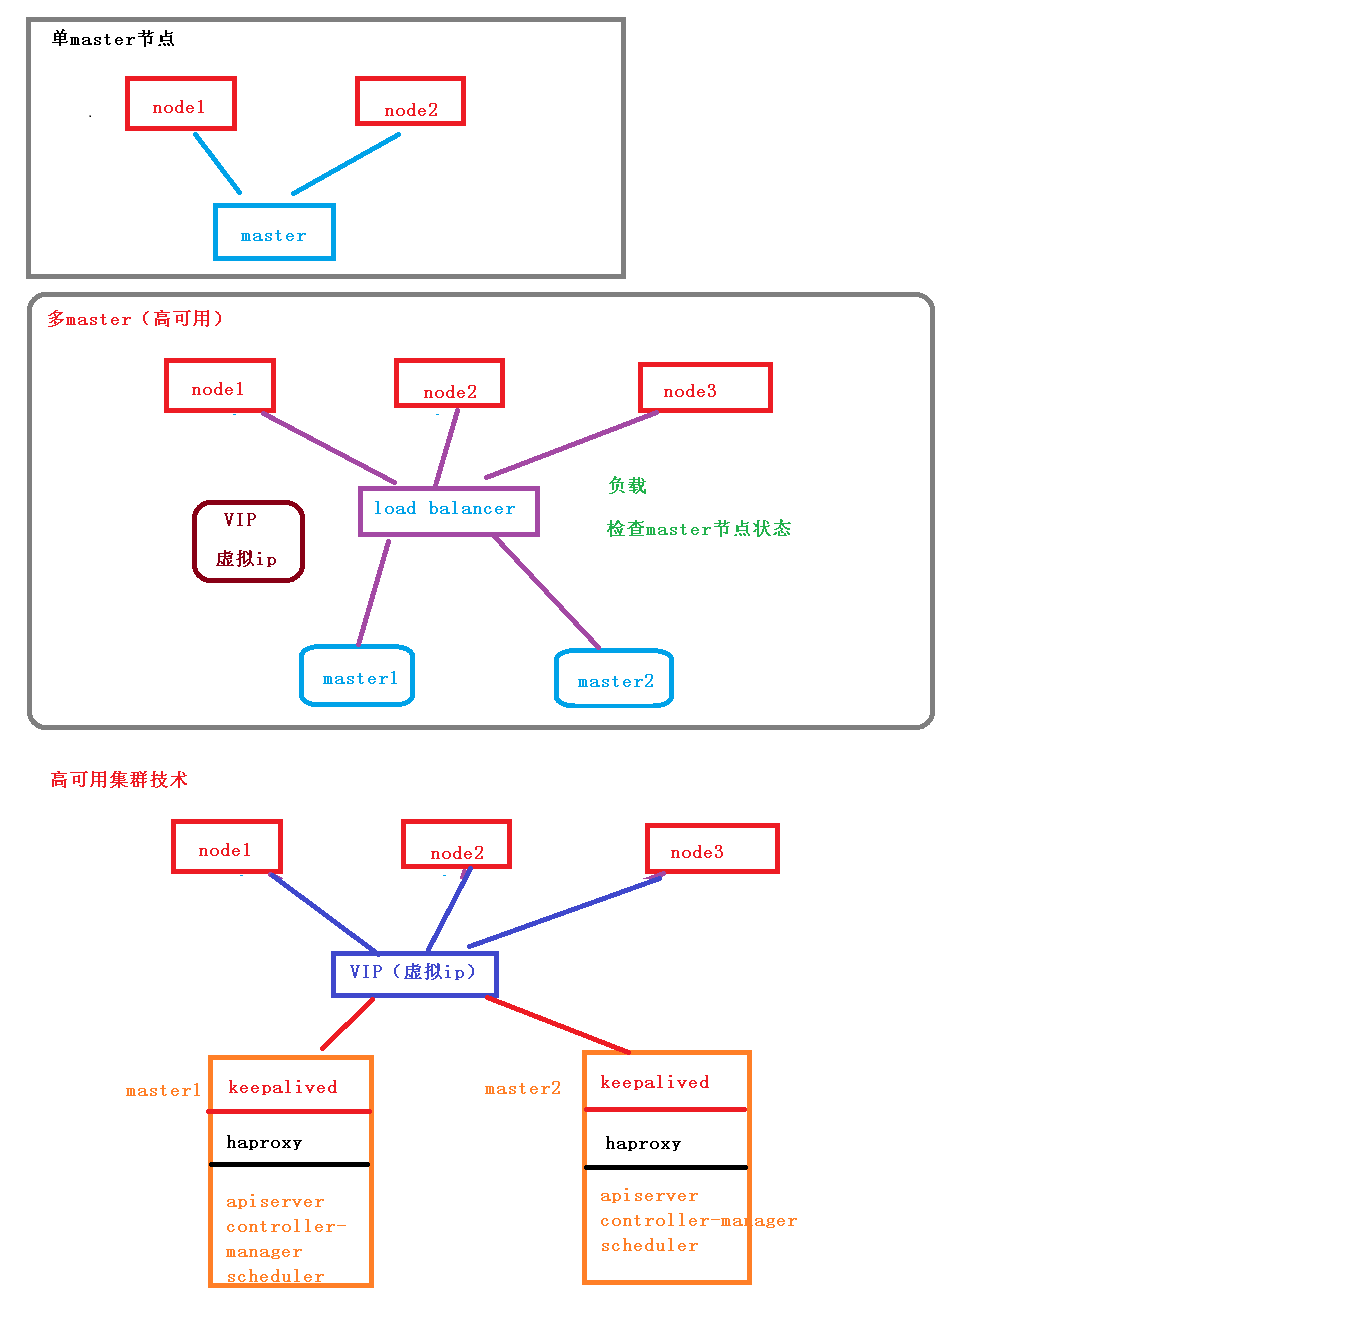 单master节点
node1
node2
master
多master（高可用）
node1
node2
node3
load balancer
负载
检查master节点状态
VIP
虚拟ip
master1
master2
高可用集群技术
node1
node2
node3
VIP（虚拟ip）
master1
keepalived
haproxy
apiserver
controller-
manager
scheduler
master2
keepalived
haproxy
apiserver
controller-manager
scheduler